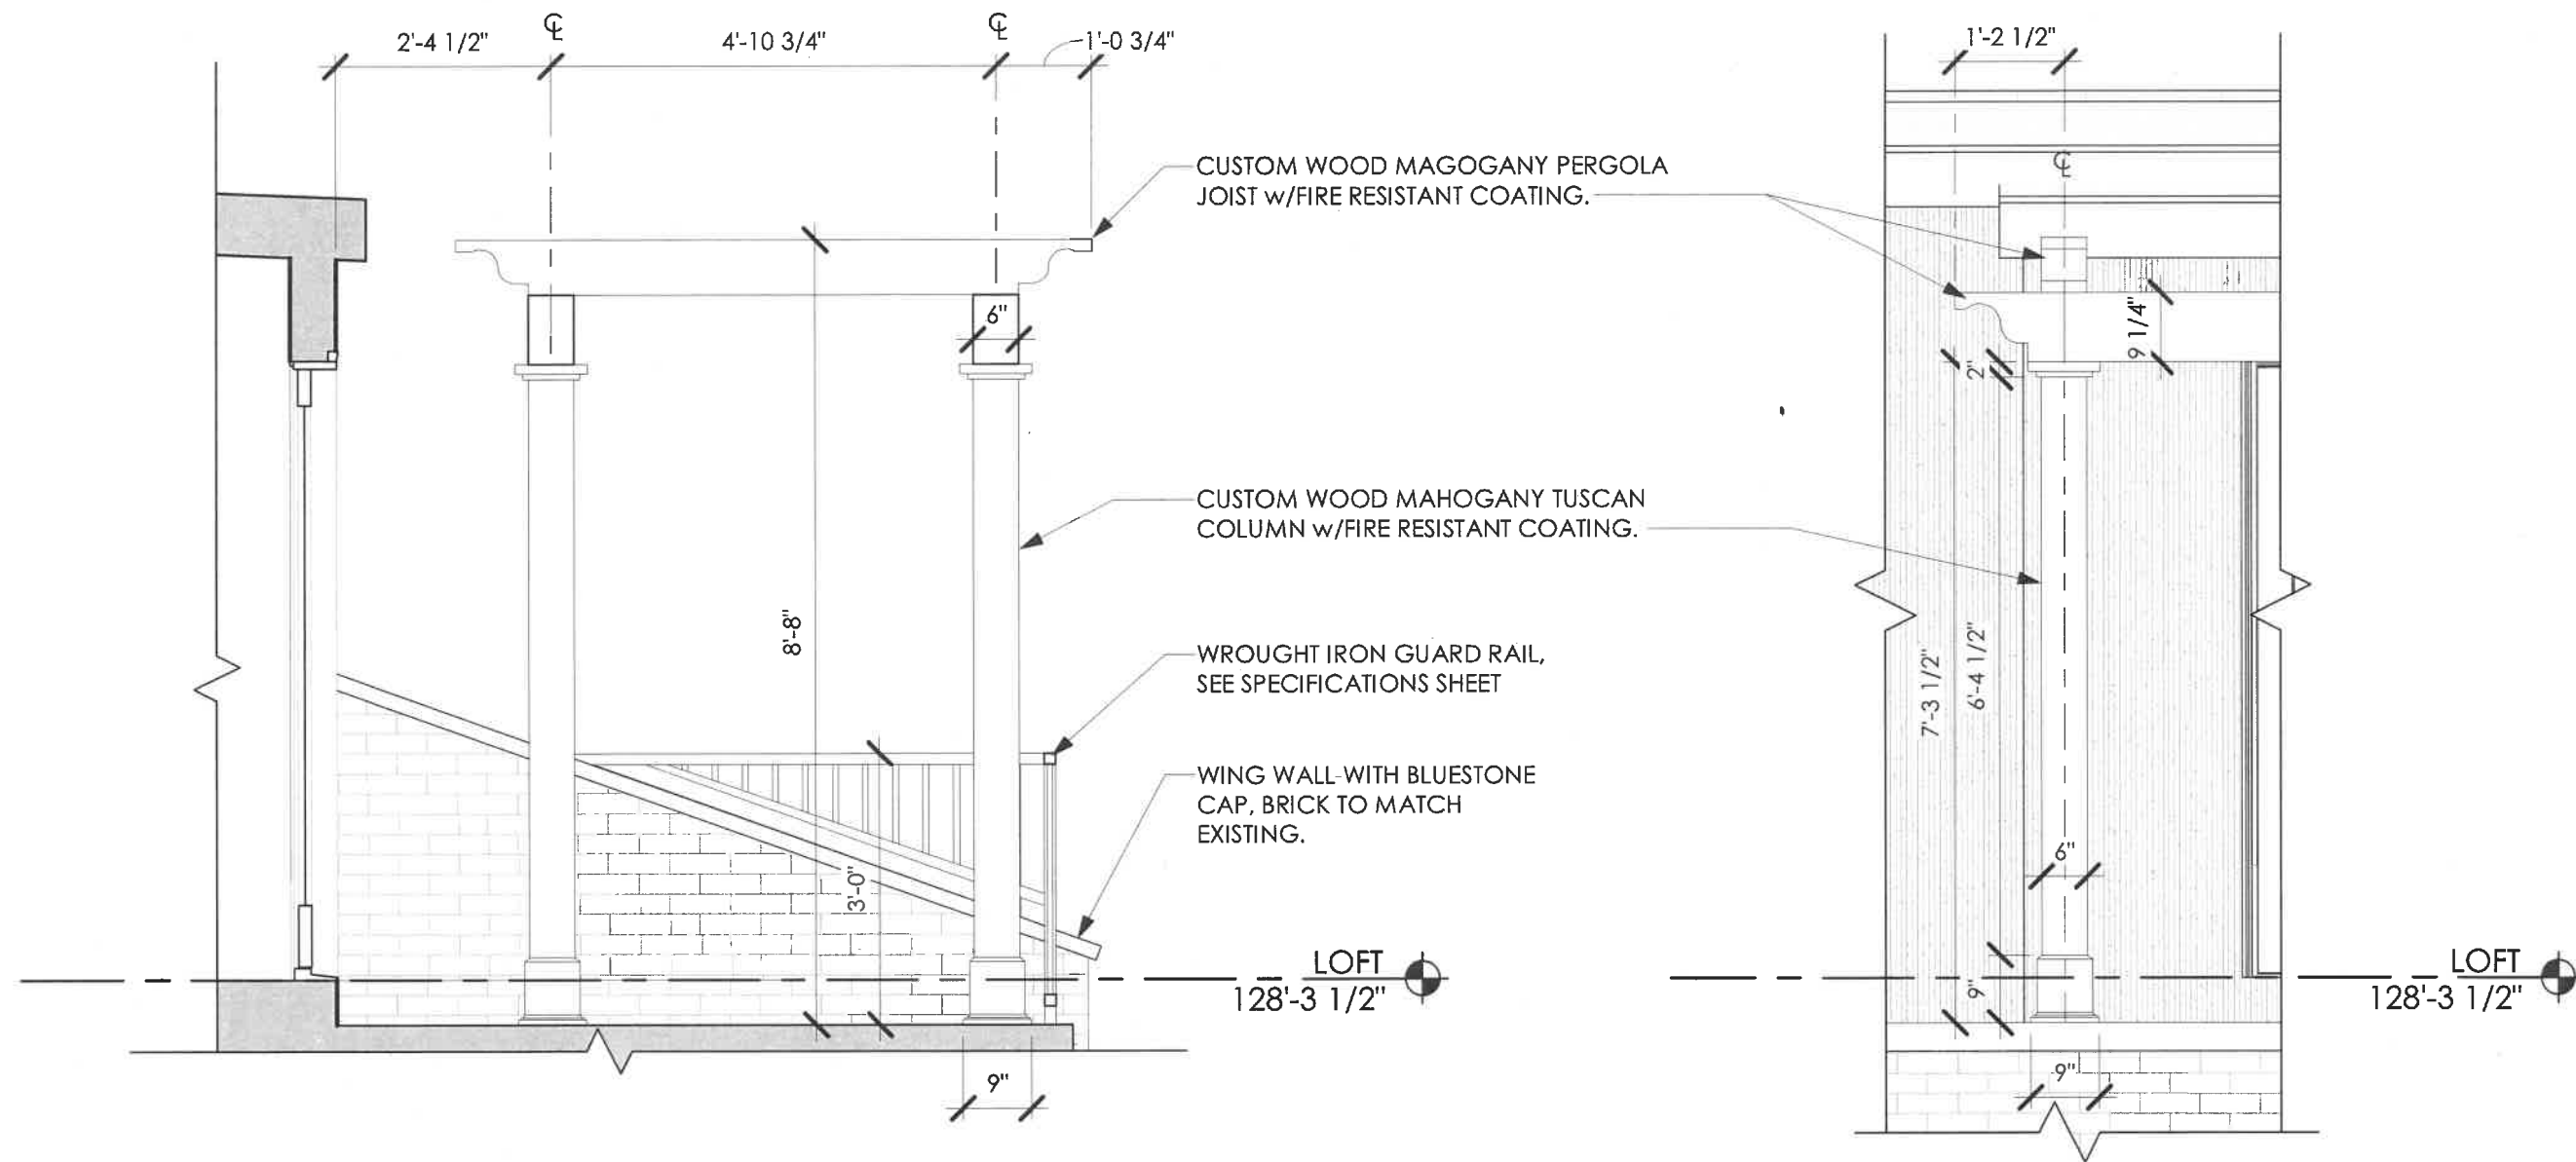 2'-4 1/2"
℄
4'-10 3/4"
℄
1'-0 3/4"
1'-2 1/2"
CUSTOM WOOD MAGOGANY PERGOLA
JOIST w/FIRE RESISTANT COATING.
℄
6"
9 1/4"
2"
CUSTOM WOOD MAHOGANY TUSCAN
COLUMN w/FIRE RESISTANT COATING.
8'-8"
WROUGHT IRON GUARD RAIL,
SEE SPECIFICATIONS SHEET
7'-3 1/2"
6'-4 1/2"
WING WALL WITH BLUESTONE
CAP, BRICK TO MATCH
EXISTING.
3'-0"
6"
LOFT
128'-3 1/2"
9"
LOFT
128'-3 1/2"
9"
9"